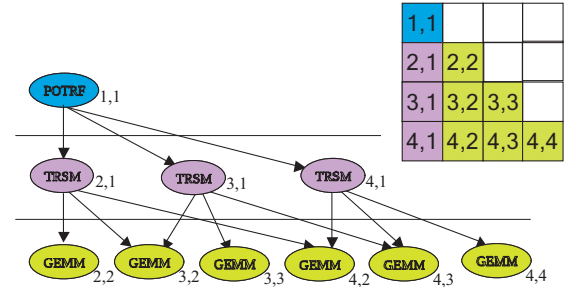 1,1
2,1 2,2
3,1 3,2 3,3
4,1 4,2 4,3 4,4
POTRF 1,1
TRSM 2,1 TRSM 3,1 TRSM 4,1
GEMM 2,2 GEMM 3,2 GEMM 3,3 GEMM 4,2 GEMM 4,3 GEMM 4,4